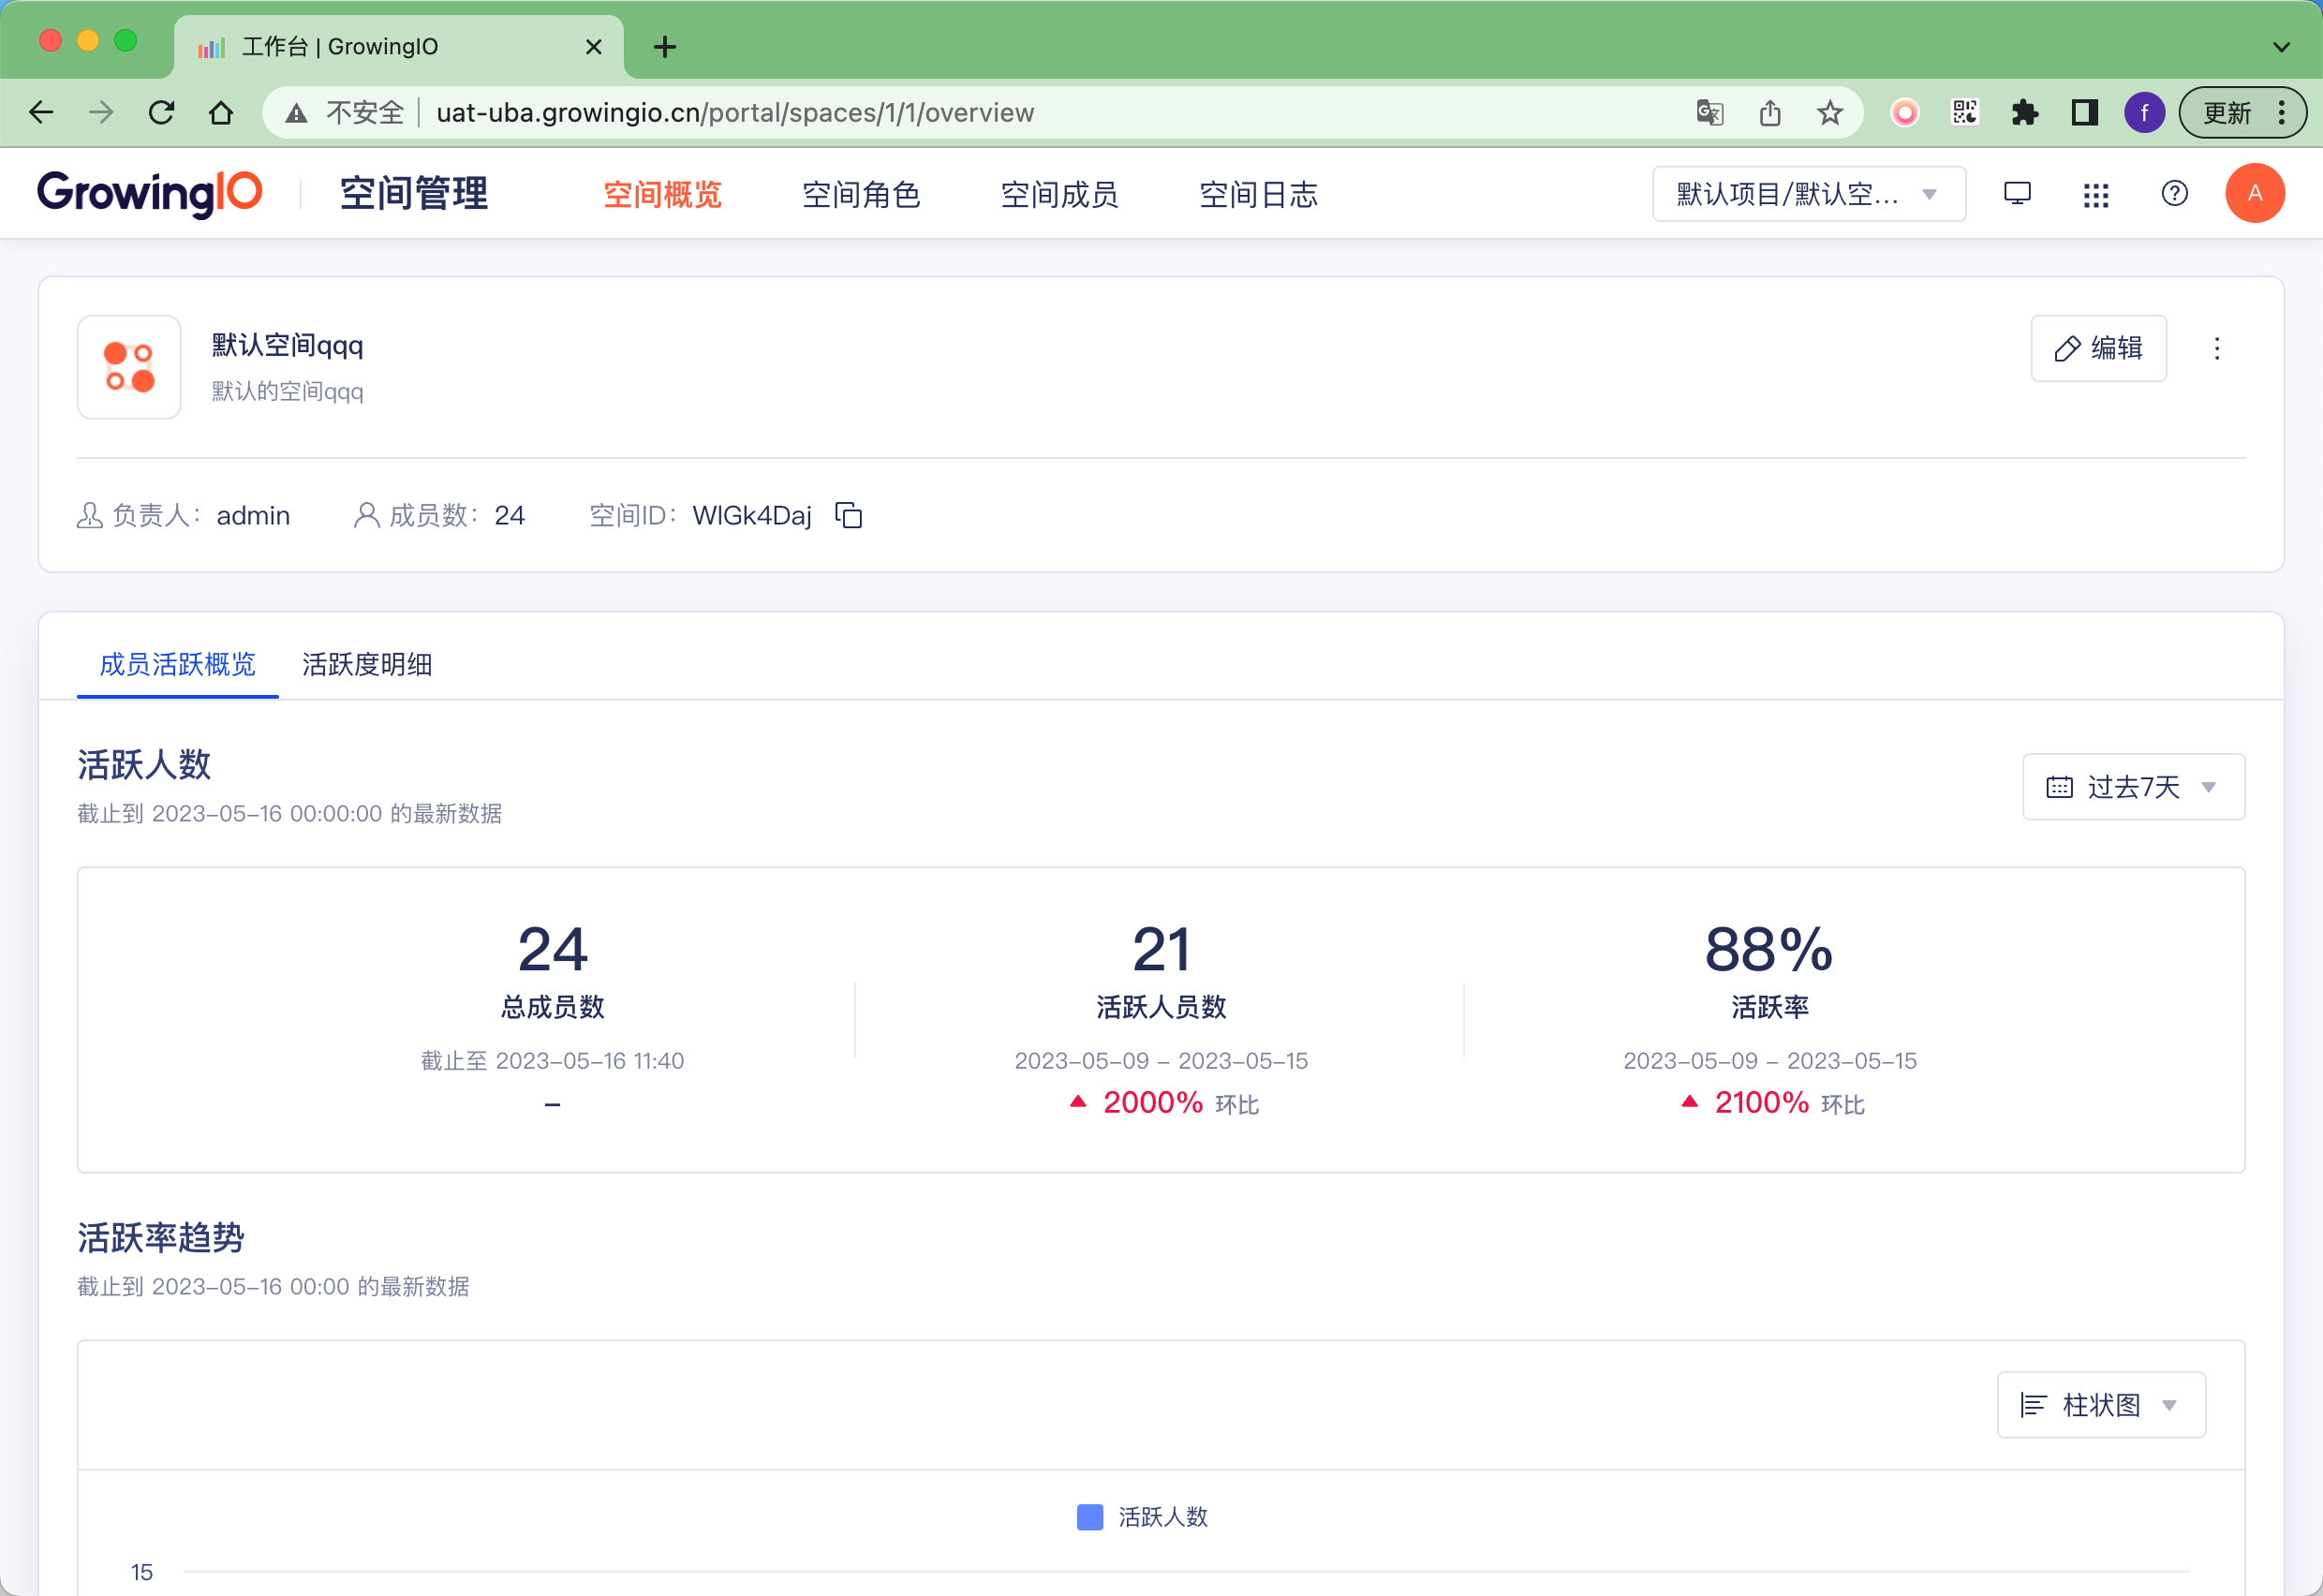 工作台 | GrowingIO
不安全 uat-uba.growingio.cn/portal/spaces/1/1/overview f 更新
GrowingIO 空间管理 空间概览 空间角色 空间成员 空间日志 默认项目/默认空... A
默认空间qqq 编辑
默认的空间qqq
负责人: admin 成员数: 24 空间ID: WlGk4Daj
成员活跃概览 活跃度明细
活跃人数
过去7天
截止到 2023-05-16 00:00:00 的最新数据
24 21 88%
总成员数 活跃人员数 活跃率
截止至 2023-05-16 11:40 2023-05-09 - 2023-05-15 2023-05-09 - 2023-05-15
- 2000% 环比 2100% 环比
活跃率趋势
截止到 2023-05-16 00:00 的最新数据
柱状图
活跃人数
15